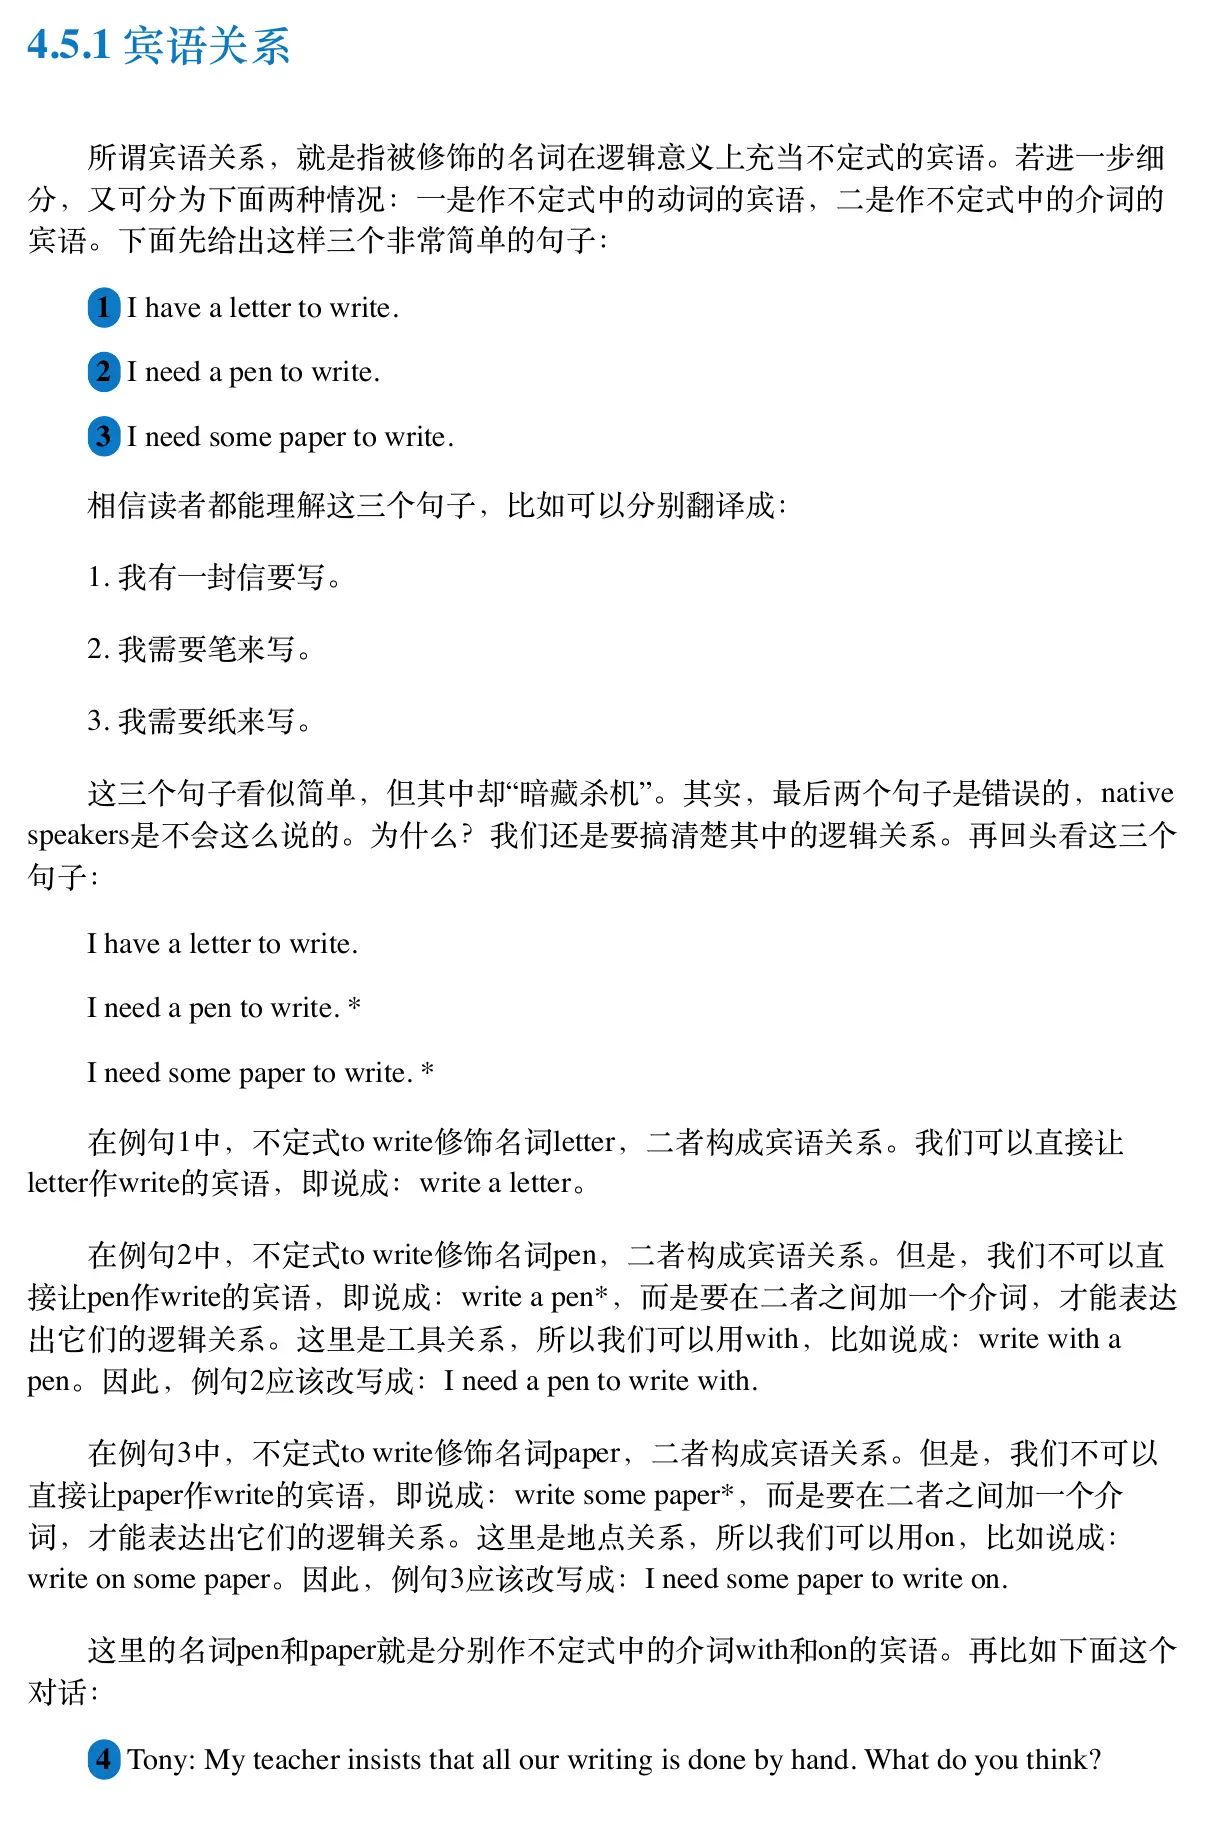 4.5.1 宾语关系
所谓宾语关系，就是指被修饰的名词在逻辑意义上充当不定式的宾语。若进一步细
分，又可分为下面两种情况：一是作不定式中的动词的宾语，二是作不定式中的介词的
宾语。下面先给出这样三个非常简单的句子：
1 I have a letter to write.
2 I need a pen to write.
3 I need some paper to write.
相信读者都能理解这三个句子，比如可以分别翻译成：
1. 我有一封信要写。
2. 我需要笔来写。
3. 我需要纸来写。
这三个句子看似简单，但其中却“暗藏杀机”。其实，最后两个句子是错误的，native
speakers是不会这么说的。为什么？我们还是要搞清楚其中的逻辑关系。再回头看这三个
句子：
I have a letter to write.
I need a pen to write. *
I need some paper to write. *
在例句1中，不定式to write修饰名词letter，二者构成宾语关系。我们可以直接让
letter作write的宾语，即说成：write a letter。
在例句2中，不定式to write修饰名词pen，二者构成宾语关系。但是，我们不可以直
接让pen作write的宾语，即说成：write a pen*，而是要在二者之间加一个介词，才能表达
出它们的逻辑关系。这里是工具关系，所以我们可以用with，比如说成：write with a
pen。因此，例句2应该改写成：I need a pen to write with.
在例句3中，不定式to write修饰名词paper，二者构成宾语关系。但是，我们不可以
直接让paper作write的宾语，即说成：write some paper*，而是要在二者之间加一个介
词，才能表达出它们的逻辑关系。这里是地点关系，所以我们可以用on，比如说成：
write on some paper。因此，例句3应该改写成：I need some paper to write on.
这里的名词pen和paper就是分别作不定式中的介词with和on的宾语。再比如下面这个
对话：
4 Tony: My teacher insists that all our writing is done by hand. What do you think?